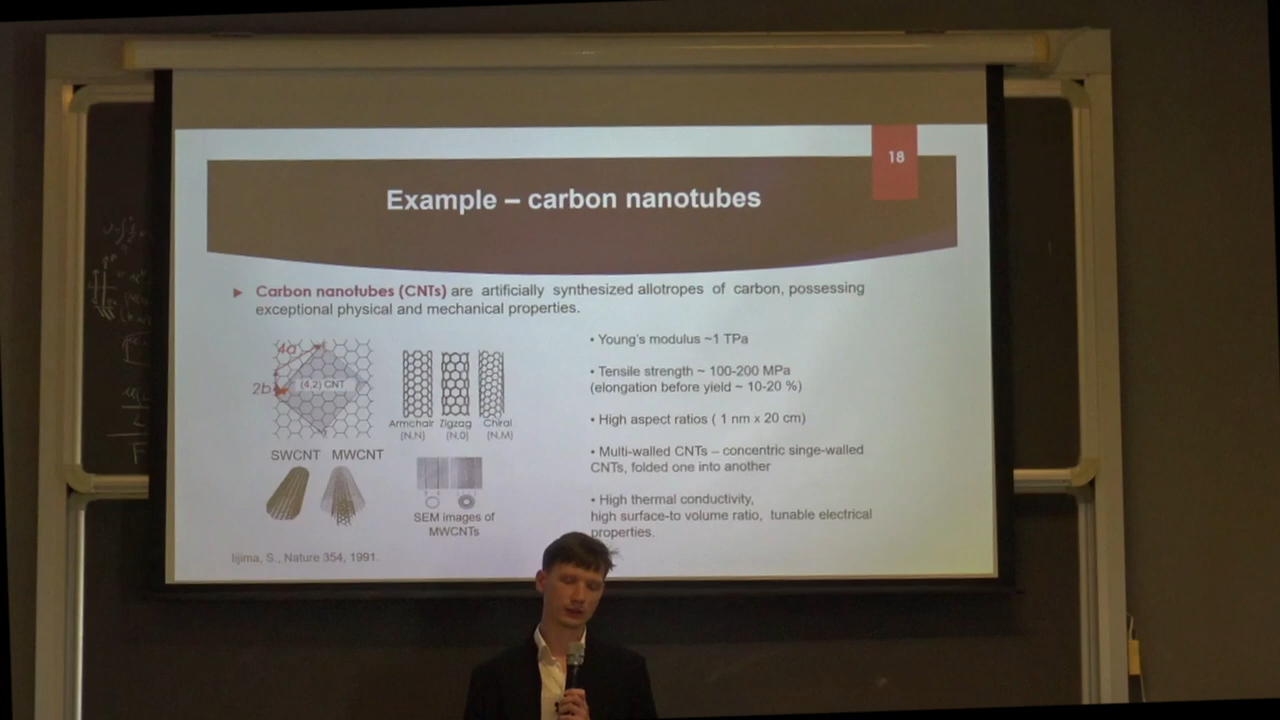 18
Example – carbon nanotubes
Carbon nanotubes (CNTs) are artificially synthesized allotropes of carbon, possessing
exceptional physical and mechanical properties.
4a
2b
(4,2) CNT
Armchair Zigzag Chiral
(N,N) (N,0) (N,M)
SWCNT MWCNT
SEM images of
MWCNTs
Iijima, S., Nature 354, 1991.
• Young's modulus ~1 TPa
• Tensile strength ~ 100-200 MPa
(elongation before yield ~ 10-20 %)
• High aspect ratios ( 1 nm x 20 cm)
• Multi-walled CNTs – concentric singe-walled
CNTs, folded one into another
• High thermal conductivity,
high surface-to volume ratio, tunable electrical
properties.